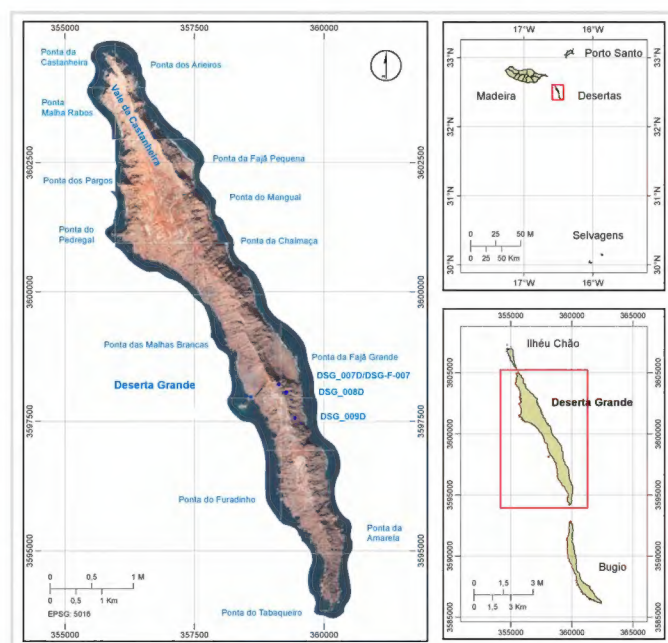 355000
357500
360000
Ponta da
Castanheira
Ponta dos Arieiros
Vale da Castanheira
Ponta
Malha Rabos
3602500
3602500
Ponta da Fajã Pequena
Ponta dos Pargos
Ponta do Mangual
Ponta do
Pedregal
Ponta da Chalmaça
3600000
3600000
Ponta das Malhas Brancas
Ponta da Fajã Grande
DSG_007D/DSG-F-007
Deserta Grande
DSG_008D
DSG_009D
3597500
3597500
Ponta do Furadinho
Ponta da
Amarela
3595000
3595000
0 0,5 1 M
0 0,5 1 Km
EPSG: 5016
Ponta do Tabaqueiro
355000
357500
360000
17°W
16°W
33°N
33°N
Porto Santo
Madeira
Desertas
32°N
32°N
31°N
31°N
0 25 50 M
0 25 50 Km
Selvagens
30°N
30°N
17°W
16°W
355000
360000
365000
Ilhéu Chão
3605000
3605000
Deserta Grande
3600000
3600000
3595000
3595000
3590000
3590000
Bugio
0 1,5 3 M
0 1,5 3 Km
3585000
3585000
355000
360000
365000